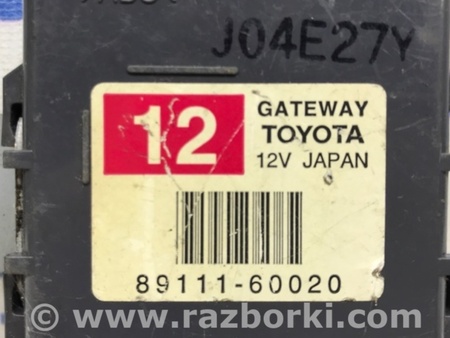 J04E27Y
12
GATEWAY
TOYOTA
12V JAPAN
89111-60020
© www.razborki.com